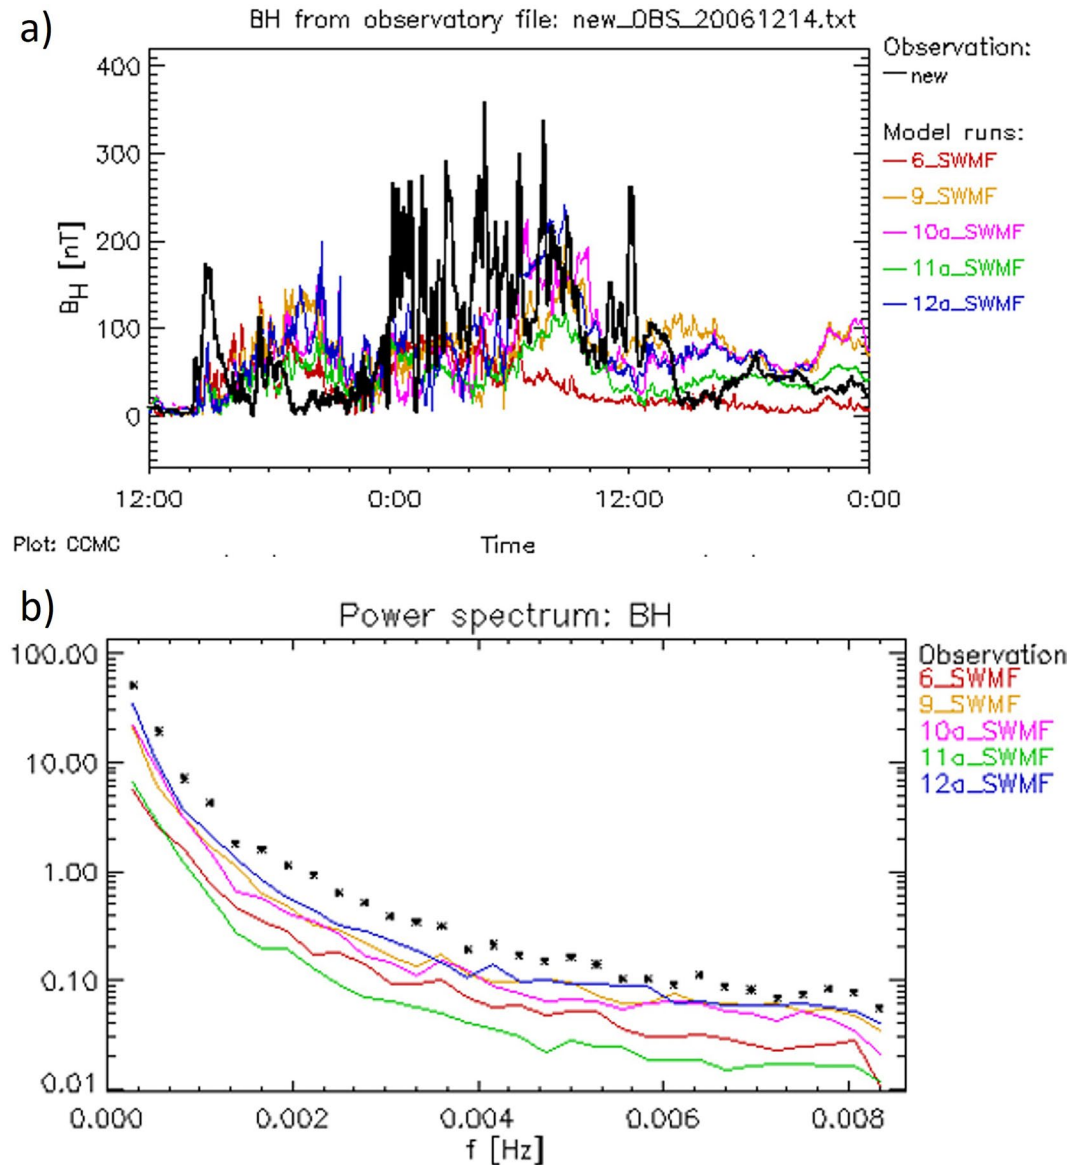 a)
BH from observatory file: new_OBS_20061214.txt
400
300
200
100
0
B_H [nT]
12:00
0:00
12:00
0:00
Time
Plot: CCMC
Observation:
new
Model runs:
6_SWMF
9_SWMF
10a_SWMF
11a_SWMF
12a_SWMF
b)
Power spectrum: BH
100.00
10.00
1.00
0.10
0.01
0.000
0.002
0.004
0.006
0.008
f [Hz]
Observation
6_SWMF
9_SWMF
10a_SWMF
11a_SWMF
12a_SWMF